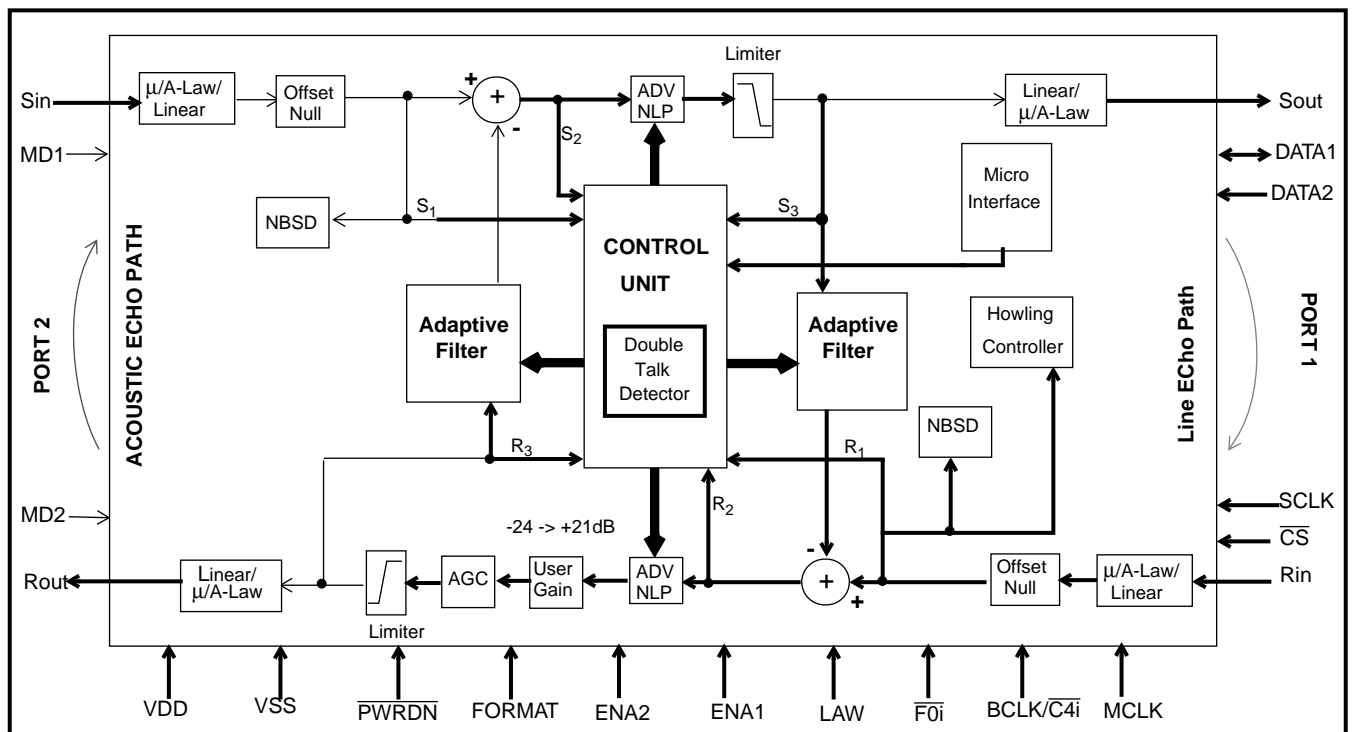 Limiter
Sin
μ/A-Law/
Linear
Offset
Null
+
+
-
ADV
NLP
Linear/
μ/A-Law
Sout
MD1
S2
DATA1
DATA2
Micro
Interface
NBSD
S1
S3
CONTROL
UNIT
PORT 2
ACOUSTIC ECHO PATH
Adaptive
Filter
Double
Talk
Detector
Adaptive
Filter
Howling
Controller
Line ECho Path
PORT 1
NBSD
R3
R1
R2
MD2
-24 -> +21dB
SCLK
CS
Rout
Linear/
μ/A-Law
AGC
User
Gain
ADV
NLP
-
+
+
Offset
Null
μ/A-Law/
Linear
Rin
Limiter
VDD
VSS
PWRDN
FORMAT
ENA2
ENA1
LAW
F0i
BCLK/C4i
MCLK